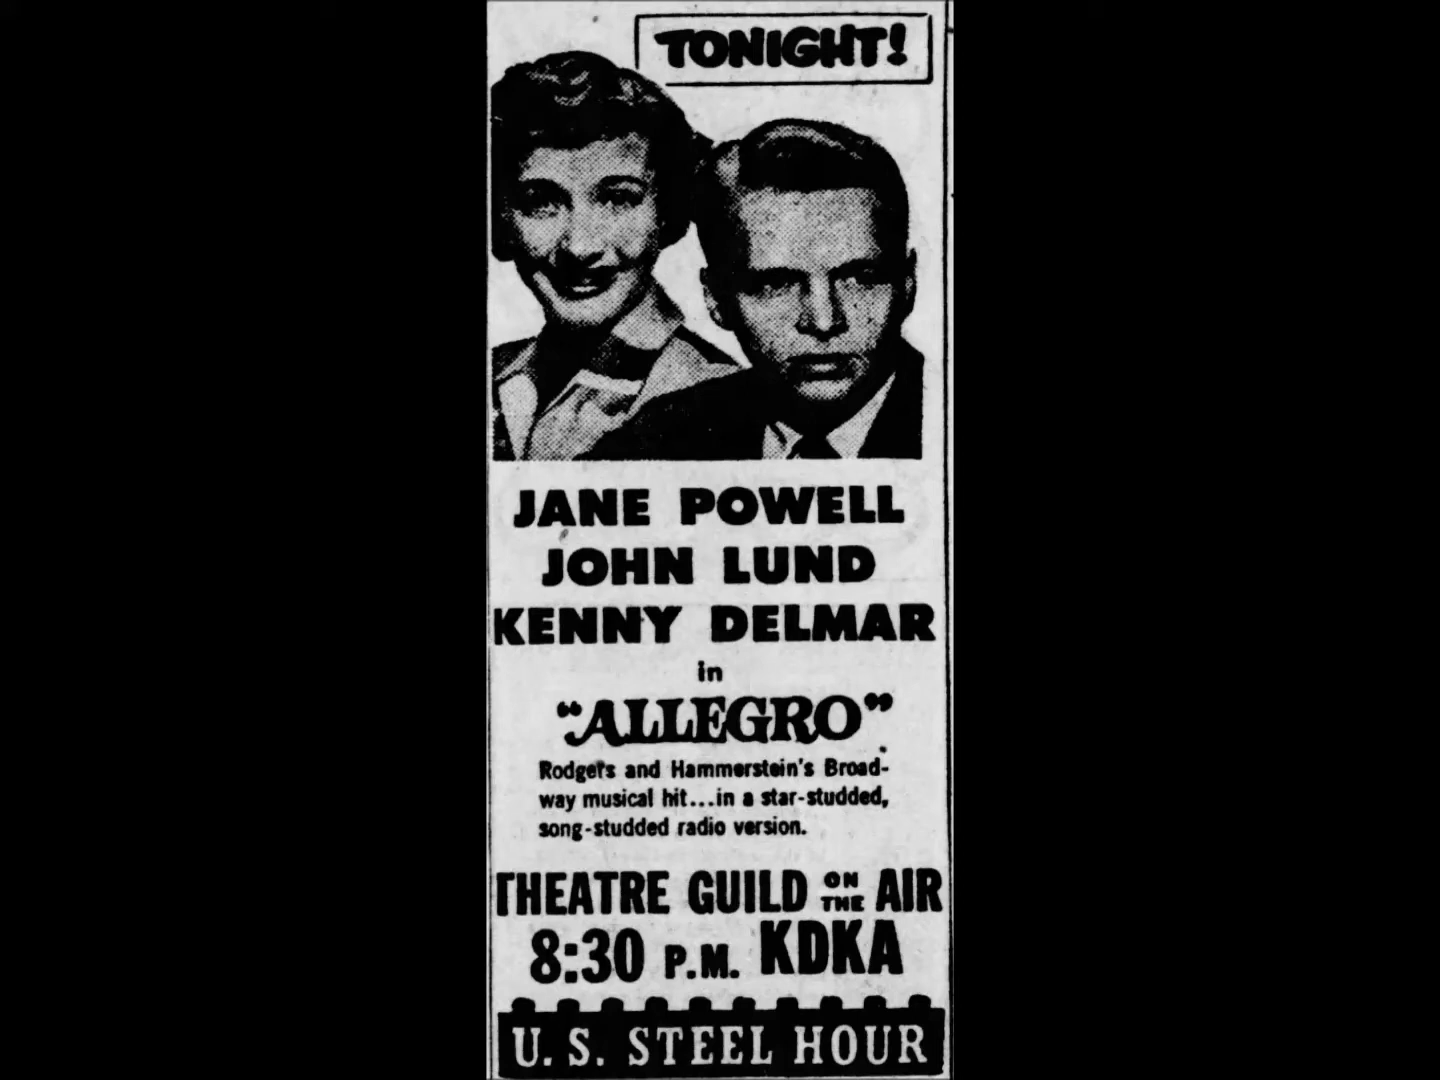 TONIGHT!
JANE POWELL
JOHN LUND
KENNY DELMAR
in
"ALLEGRO"
Rodgers and Hammerstein's Broad-
way musical hit...in a star-studded,
song-studded radio version.
THEATRE GUILD ON THE AIR
8:30 P.M. KDKA
U. S. STEEL HOUR